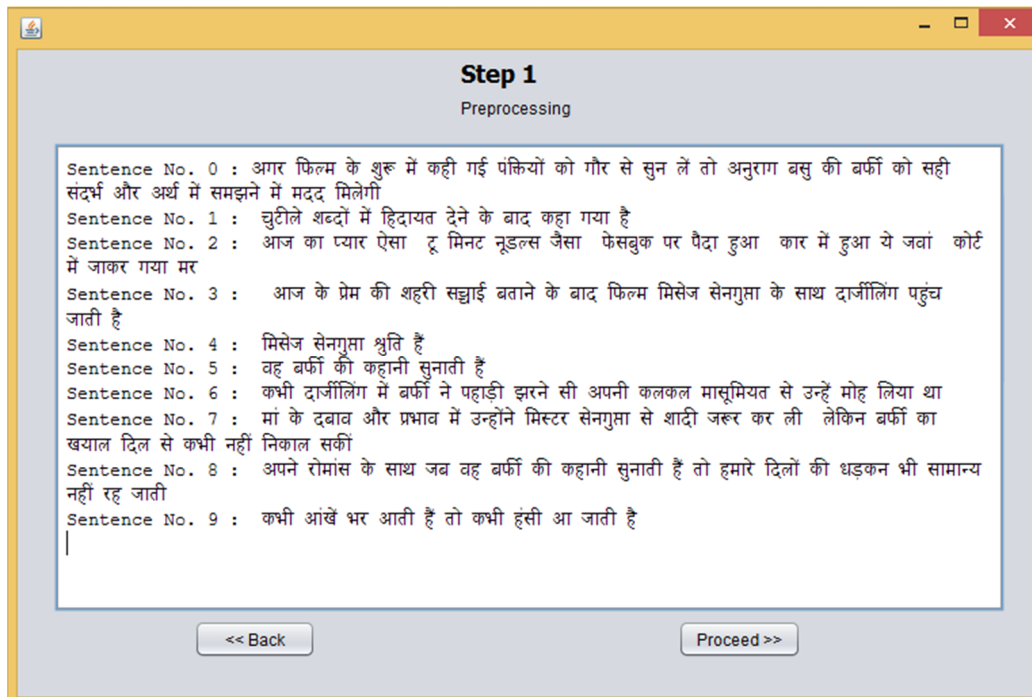 Step 1
Preprocessing
Sentence No. 0 : अगर फिल्म के शुरू में कही गई पंक्तियों को गौर से सुन लें तो अनुराग बसु की बर्फी को सही
संदर्भ और अर्थ में समझने में मदद मिलेगी
Sentence No. 1 : चुटीले शब्दों में हिदायत देने के बाद कहा गया है
Sentence No. 2 : आज का प्यार ऐसा टू मिनट नूडल्स जैसा फेसबुक पर पैदा हुआ कार में हुआ ये जवां कोर्ट
में जाकर गया मर
Sentence No. 3 : आज के प्रेम की शहरी सच्चाई बताने के बाद फिल्म मिसेज सेनगुप्ता के साथ दार्जीलिंग पहुंच
जाती है
Sentence No. 4 : मिसेज सेनगुप्ता श्रुति हैं
Sentence No. 5 : वह बर्फी की कहानी सुनाती हैं
Sentence No. 6 : कभी दार्जीलिंग में बर्फी ने पहाड़ी झरने सी अपनी कलकल मासूमियत से उन्हें मोह लिया था
Sentence No. 7 : मां के दबाव और प्रभाव में उन्होंने मिस्टर सेनगुप्ता से शादी जरूर कर ली लेकिन बर्फी का
खयाल दिल से कभी नहीं निकाल सकीं
Sentence No. 8 : अपने रोमांस के साथ जब वह बर्फी की कहानी सुनाती हैं तो हमारे दिलों की धड़कन भी सामान्य
नहीं रह जाती
Sentence No. 9 : कभी आंखें भर आती हैं तो कभी हंसी आ जाती है
<< Back
Proceed >>